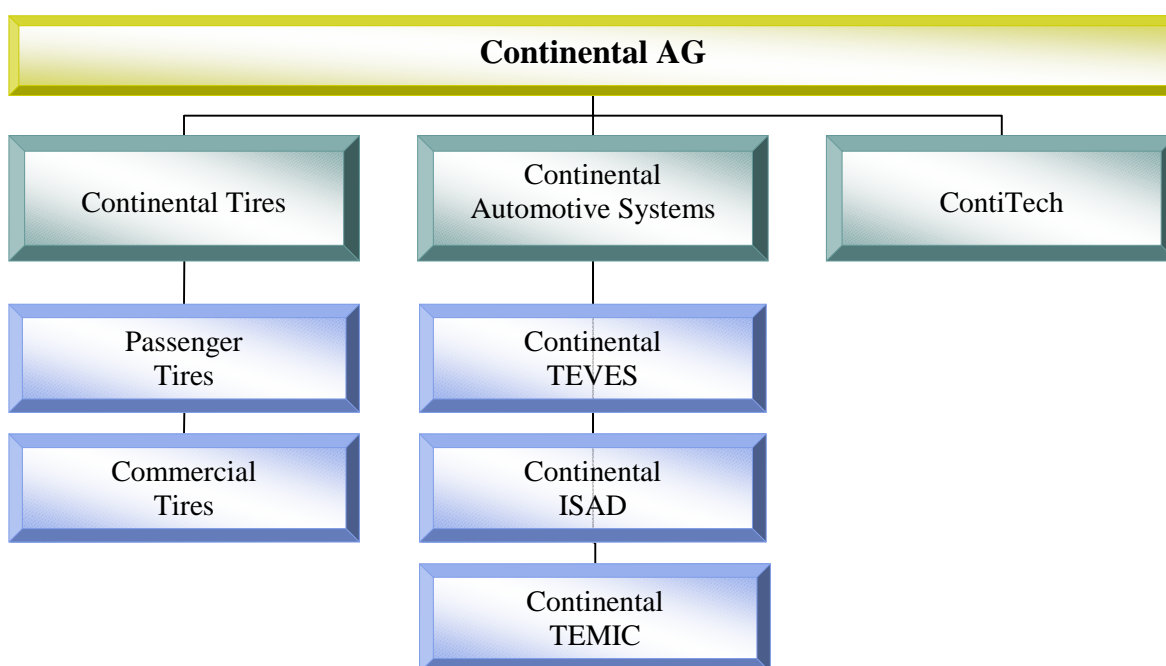 Continental AG
Continental Tires
Continental
Automotive Systems
ContiTech
Passenger
Tires
Continental
TEVES
Commercial
Tires
Continental
ISAD
Continental
TEMIC